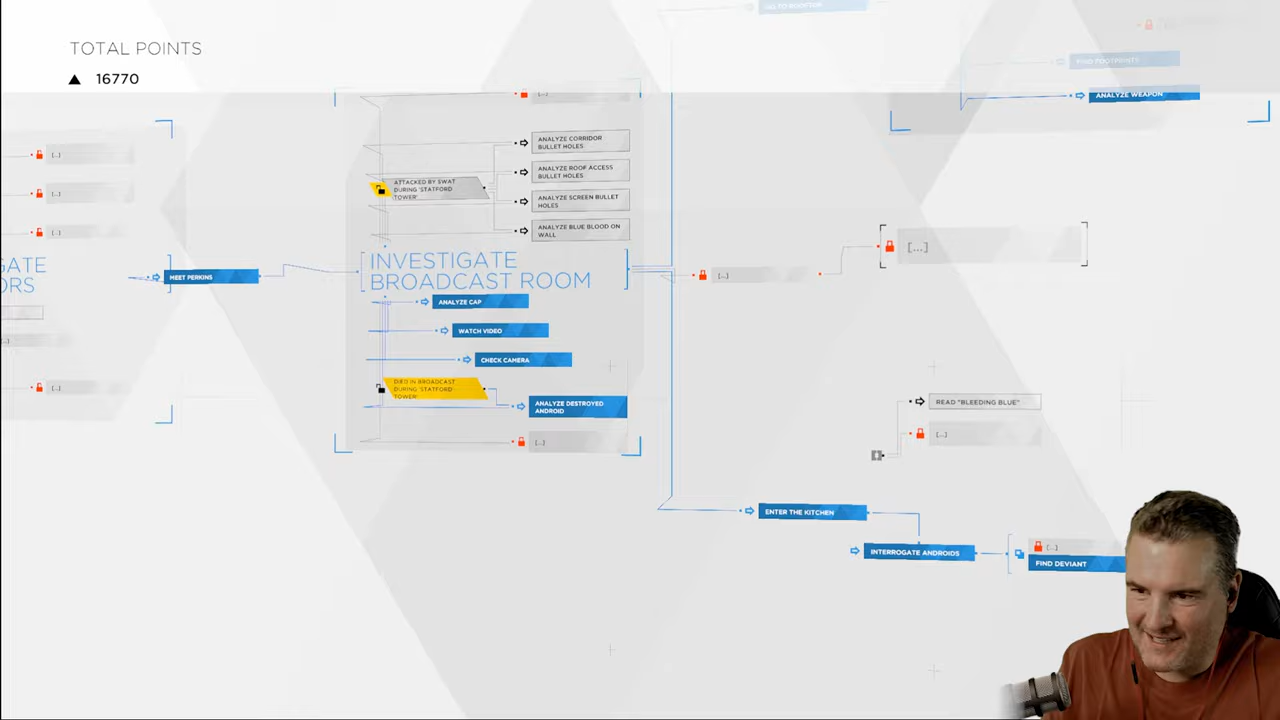 TOTAL POINTS
16770
FIND FOOTPRINTS
ANALYZE WEAPON
[...]
ANALYZE CORRIDOR
BULLET HOLES
[...]
ANALYZE ROOF ACCESS
BULLET HOLES
ATTACKED BY SWAT
DURING 'STATFORD
TOWER'
[...]
ANALYZE SCREEN BULLET
HOLES
[...]
ANALYZE BLUE BLOOD ON
WALL
[...]
GATE
ORS
MEET PERKINS
INVESTIGATE
BROADCAST ROOM
[...]
ANALYZE CAP
WATCH VIDEO
[...]
CHECK CAMERA
[...]
DIED IN BROADCAST
DURING 'STATFORD
TOWER'
ANALYZE DESTROYED
ANDROID
[...]
READ "BLEEDING BLUE"
[...]
ENTER THE KITCHEN
INTERROGATE ANDROIDS
[...]
FIND DEVIANT